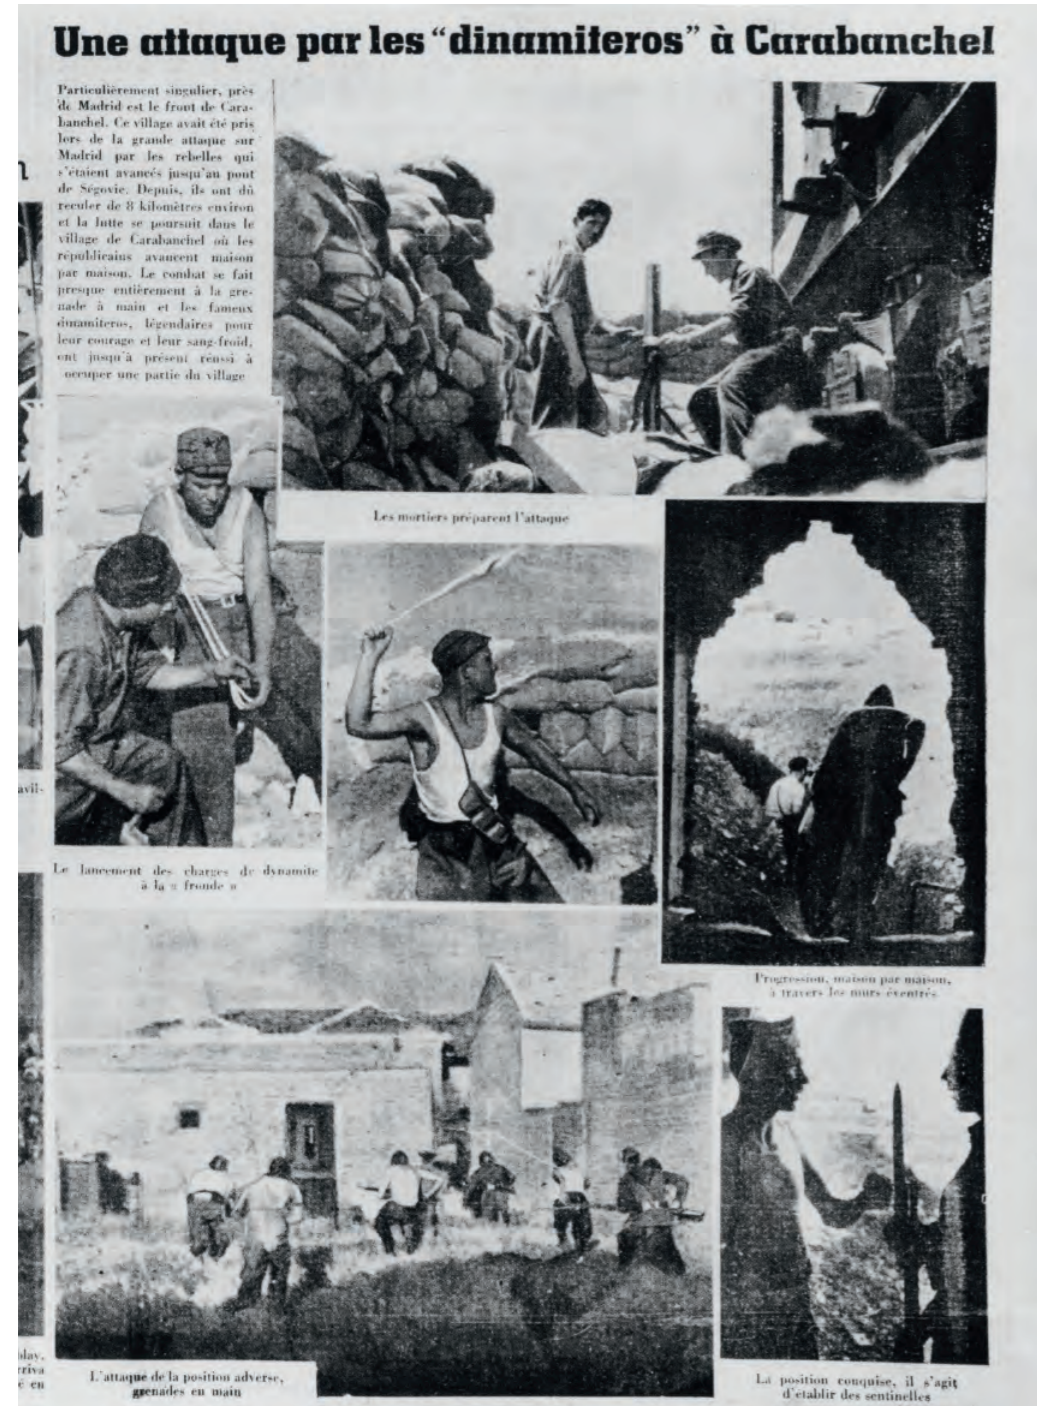 Une attaque par les “dinamiteros” à Carabanchel
Particulièrement singulier, près
de Madrid est le front de Cara-
banchel. Ce village avait été pris
lors de la grande attaque sur
Madrid par les rebelles qui
s'étaient avancés jusqu'au pont
de Ségovie. Depuis, ils ont dû
reculer de 8 kilomètres environ
et la lutte se poursuit dans le
village de Carabanchel où les
républicains avancent maison
par maison. Le combat se fait
presque entièrement à la gre-
nade à main et les fameux
dinamiteros, légendaires pour
leur courage et leur sang-froid,
ont jusqu'à présent réussi à
occuper une partie du village
Les mortiers préparent l'attaque
avil-
Le lancement des charges de dynamite
à la « fronde »
Progression, maison par maison,
à travers les murs éventrés
L'attaque de la position adverse,
grenades en main
La position conquise, il s'agit
d'établir des sentinelles
blay,
rriva
é en